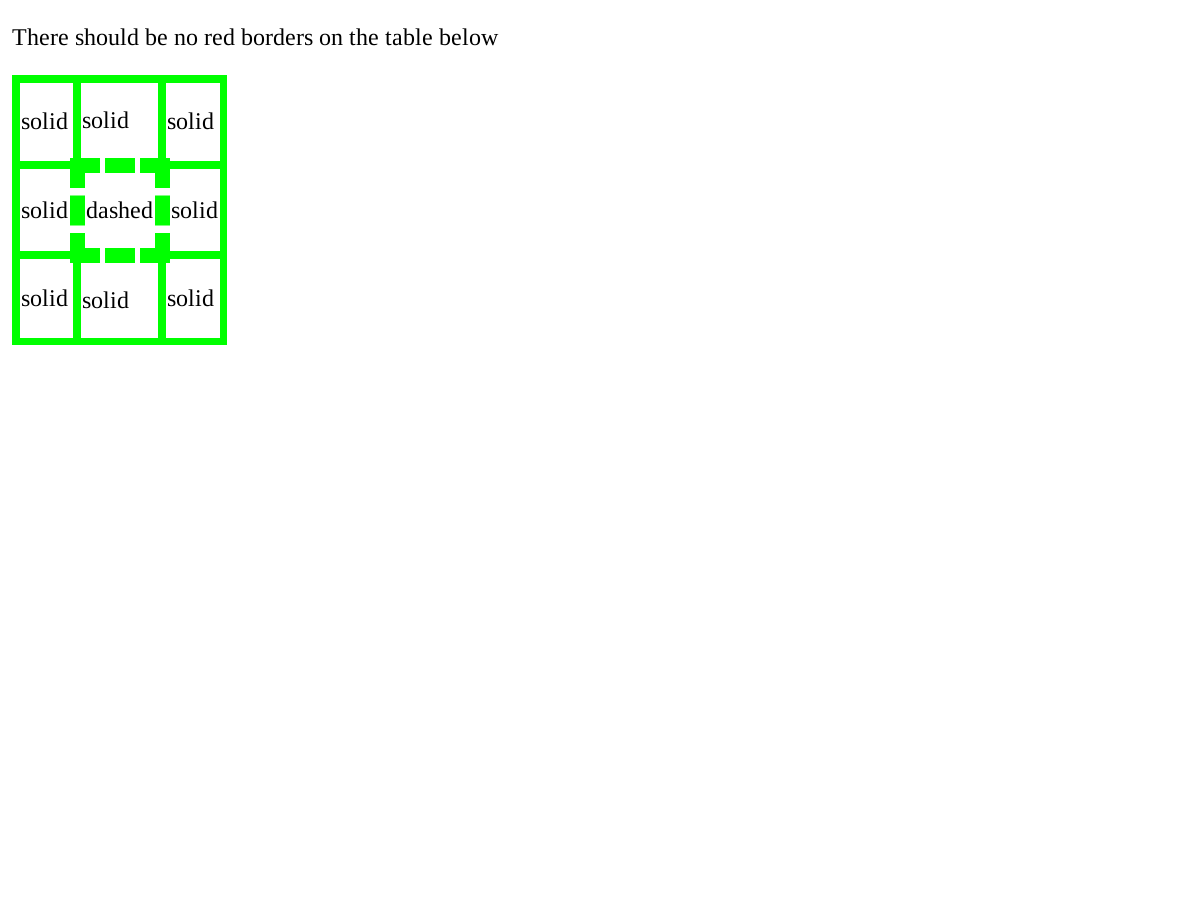 There should be no red borders on the table below
solid solid solid
solid dashed solid
solid solid solid